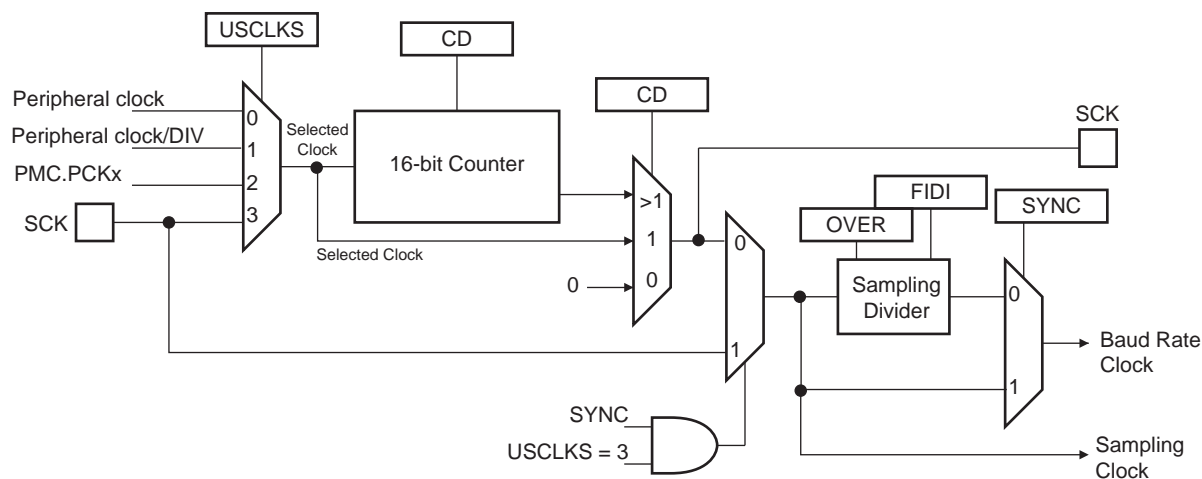 USCLKS
CD
CD
Peripheral clock
Peripheral clock/DIV
PMC.PCKx
SCK
0
1
2
3
Selected
Clock
16-bit Counter
Selected Clock
>1
1
0
0
SCK
0
1
FIDI
OVER
SYNC
Sampling
Divider
0
1
Baud Rate
Clock
SYNC
USCLKS = 3
Sampling
Clock